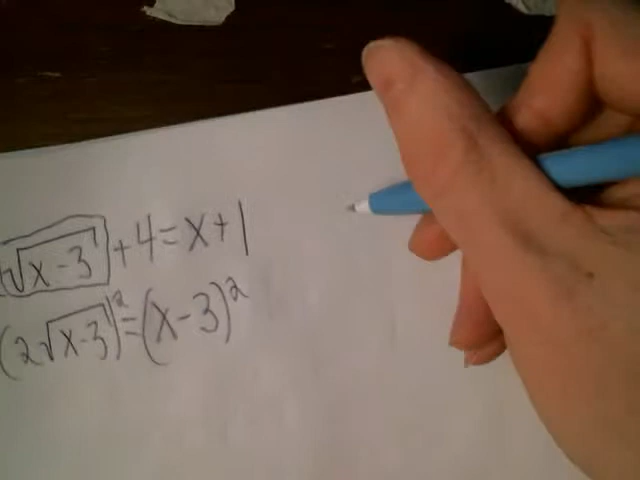 √x-3 + 4 = x + 1
(2√x-3)² = (x-3)²